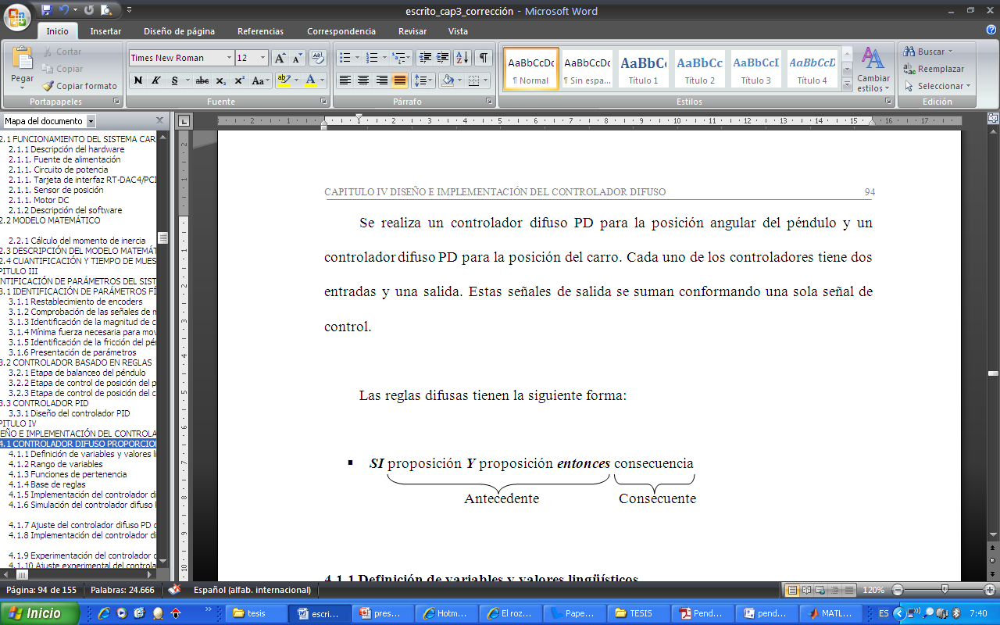 escrito_cap3_corrección - Microsoft Word
Inicio Insertar Diseño de página Referencias Correspondencia Revisar Vista
Pegar
Cortar
Copiar
Copiar formato
Portapapeles
Times New Roman 12
N K S abc x₂ x² Aa
Fuente
Párrafo
AaBbCcDc AaBbCcDc AaBbCc AaBbCc AaBbCcI AaBbCcD
¶ Normal ¶ Sin espa... Título 1 Título 2 Título 3 Título 4
Cambiar estilos
Estilos
Buscar
Reemplazar
Seleccionar
Edición
Mapa del documento
2.1 FUNCIONAMIENTO DEL SISTEMA CAR
2.1.1 Descripción del hardware
2.1.1. Fuente de alimentación
2.1.1. Circuito de potencia
2.1.1. Tarjeta de interfaz RT-DAC4/PCI
2.1.1. Sensor de posición
2.1.1. Motor DC
2.1.2 Descripción del software
2.2 MODELO MATEMÁTICO
2.2.1 Cálculo del momento de inercia
2.3 DESCRIPCIÓN DEL MODELO MATEMÁT
2.4 CUANTIFICACIÓN Y TIEMPO DE MUES
PITULO III
NTIFICACIÓN DE PARÁMETROS DEL SIST
3.1 IDENTIFICACIÓN DE PARÁMETROS FÍ
3.1.1 Restablecimiento de encoders
3.1.2 Comprobación de las señales de m
3.1.3 Identificación de la magnitud de c
3.1.4 Mínima fuerza necesaria para mov
3.1.5 Identificación de la fricción del pé
3.1.6 Presentación de parámetros
3.2 CONTROLADOR BASADO EN REGLAS
3.2.1 Etapa de balanceo del péndulo
3.2.2 Etapa de control de posición del p
3.2.3 Etapa de control de posición del c
3.3 CONTROLADOR PID
3.3.1 Diseño del controlador PID
PITULO IV
EÑO E IMPLEMENTACIÓN DEL CONTROLA
4.1 CONTROLADOR DIFUSO PROPORCION
4.1.1 Definición de variables y valores li
4.1.2 Rango de variables
4.1.3 Funciones de pertenencia
4.1.4 Base de reglas
4.1.5 Implementación del controlador di
4.1.6 Simulación del controlador difuso
4.1.7 Ajuste del controlador difuso PD
4.1.8 Implementación del controlador di
4.1.9 Experimentación del controlador
4.1.10 Ajuste experimental del controla
CAPITULO IV DISEÑO E IMPLEMENTACIÓN DEL CONTROLADOR DIFUSO 94
Se realiza un controlador difuso PD para la posición angular del péndulo y un
controlador difuso PD para la posición del carro. Cada uno de los controladores tiene dos
entradas y una salida. Estas señales de salida se suman conformando una sola señal de
control.
Las reglas difusas tienen la siguiente forma:
▪ SI proposición Y proposición entonces consecuencia
Antecedente Consecuente
4.1.1 Definición de variables y valores lingüísticos
Página: 94 de 155 Palabras: 24.666 Español (alfab. internacional) 120%
Inicio tesis escri... pres... Hotm... El roz... Pape... TESIS Pend... pend... MATL... ES 7:40